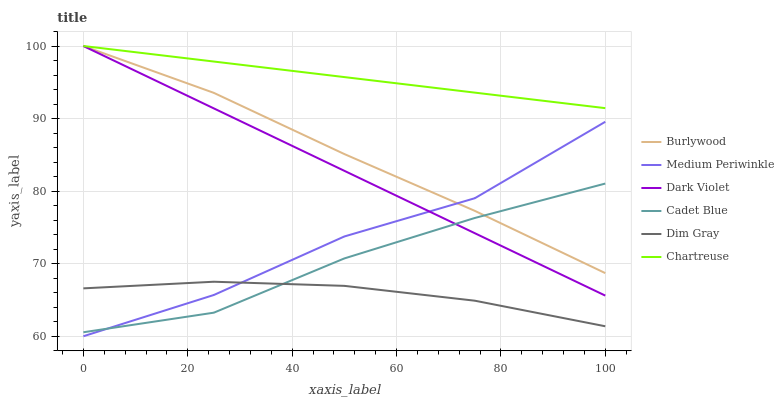 title
100
90
80
70
60
0
20
40
60
80
100
xaxis_label
yaxis_label
Burlywood
Medium Periwinkle
Dark Violet
Cadet Blue
Dim Gray
Chartreuse